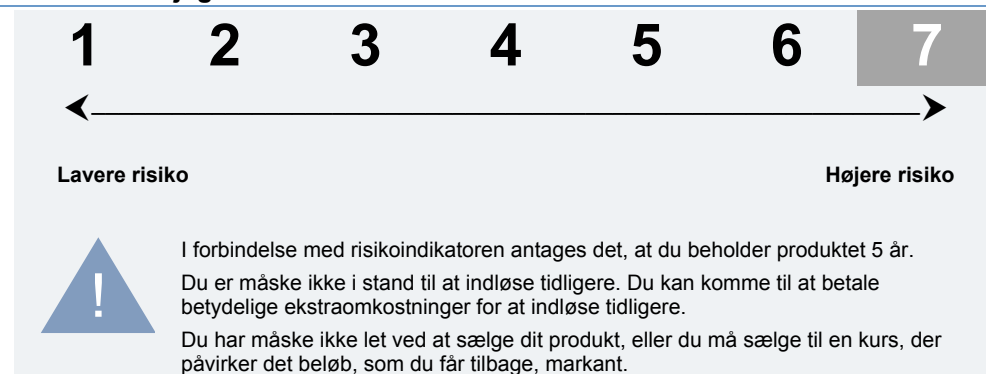 1 2 3 4 5 6 7
Lavere risiko Højere risiko
!
I forbindelse med risikoindikatoren antages det, at du beholder produktet 5 år.
Du er måske ikke i stand til at indløse tidligere. Du kan komme til at betale
betydelige ekstraomkostninger for at indløse tidligere.
Du har måske ikke let ved at sælge dit produkt, eller du må sælge til en kurs, der
påvirker det beløb, som du får tilbage, markant.